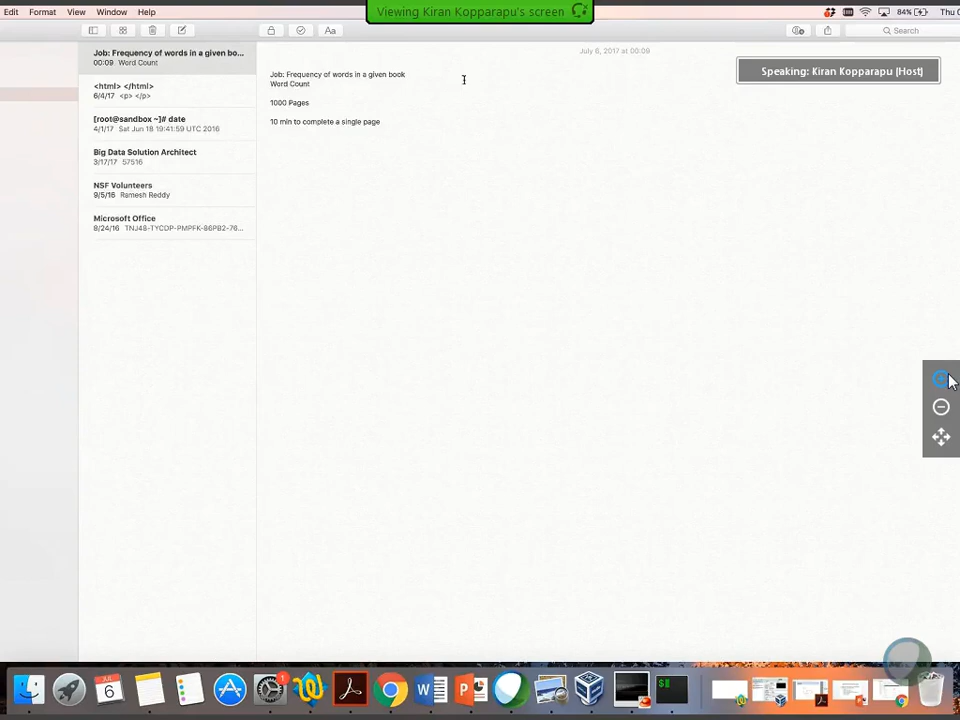 Viewing Kiran Kopparapu's screen
Edit Format View Window Help
84% Thu
Aa
Search
Job: Frequency of words in a given bo...
00:09 Word Count
<html> </html>
6/4/17 <p> </p>
[root@sandbox ~]# date
4/1/17 Sat Jun 18 19:41:59 UTC 2016
Big Data Solution Architect
3/17/17 57516
NSF Volunteers
9/5/16 Ramesh Reddy
Microsoft Office
8/24/16 TNJ48-TYCDP-PMPFK-86PB2-76...
July 6, 2017 at 00:09
Speaking: Kiran Kopparapu [Host]
Job: Frequency of words in a given book
Word Count
1000 Pages
10 min to complete a single page
JUL
6
1